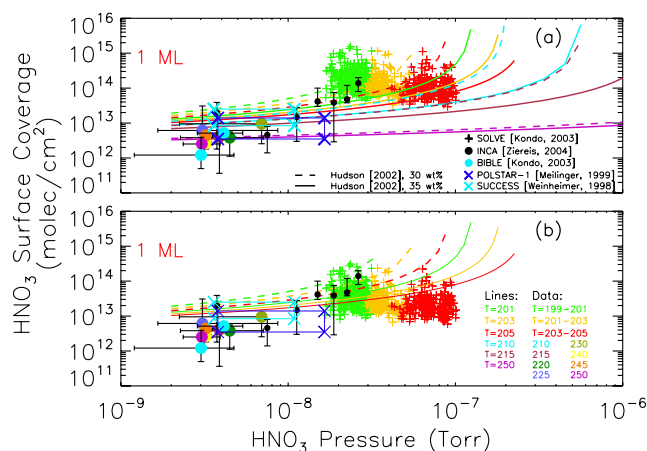 HNO3 Surface Coverage
(molec/cm2)
10^16
10^15
10^14
10^13
10^12
10^11
1 ML
(a)
SOLVE [Kondo, 2003]
INCA [Ziereis, 2004]
BIBLE [Kondo, 2003]
Hudson [2002], 30 wt% POLSTAR-1 [Meilinger, 1999]
Hudson [2002], 35 wt% SUCCESS [Weinheimer, 1998]
10^16
10^15
10^14
10^13
10^12
10^11
1 ML
(b)
Lines: Data:
T=201 T=199-201
T=203 T=201-203
T=205 T=203-205
T=210 210 230
T=215 215 240
T=250 220 245
225 250
10^-9 10^-8 10^-7 10^-6
HNO3 Pressure (Torr)